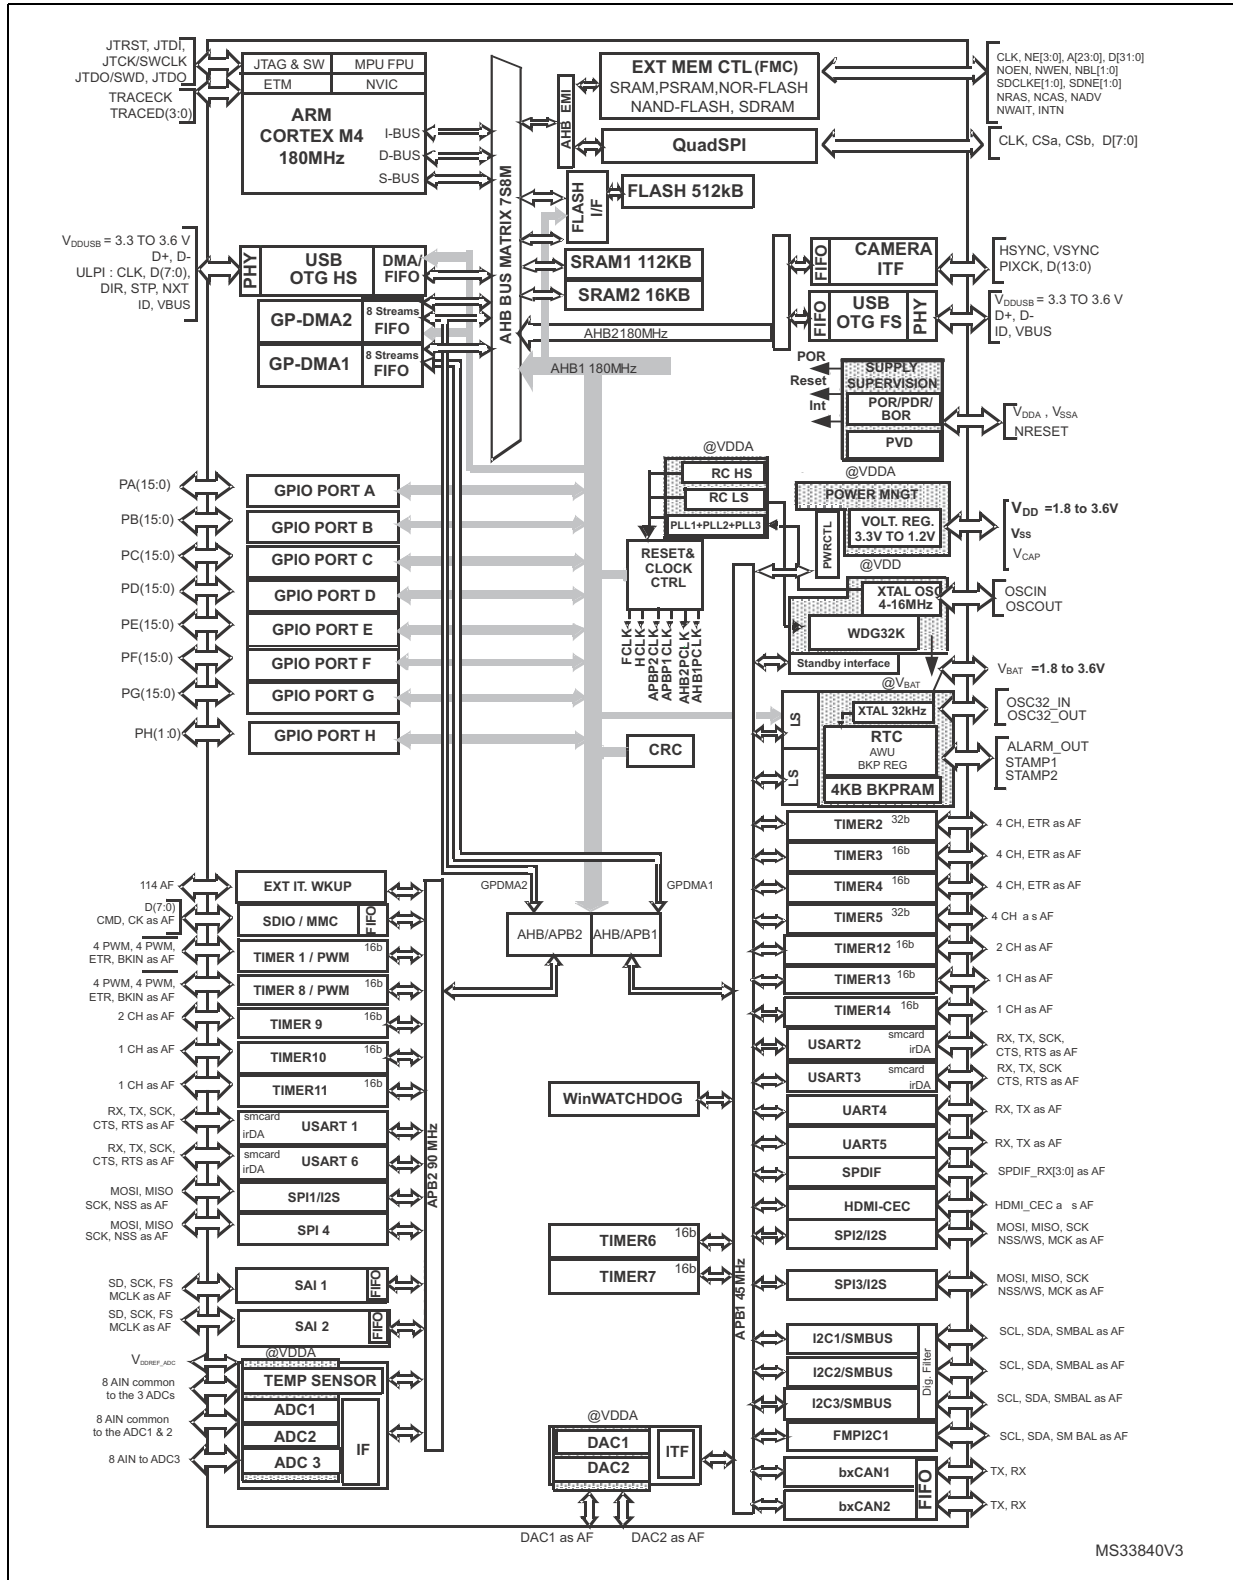 JTRST, JTDI,
JTCK/SWCLK
JTDO/SWD, JTDO
TRACECK
TRACED(3:0)
JTAG & SW
MPU FPU
ETM
NVIC
ARM
CORTEX M4
180MHz
I-BUS
D-BUS
S-BUS
AHB BUS MATRIX 7S8M
AHB EMI
EXT MEM CTL (FMC)
SRAM,PSRAM,NOR-FLASH
NAND-FLASH, SDRAM
QuadSPI
FLASH
I/F
FLASH 512kB
SRAM1 112KB
SRAM2 16KB
CLK, NE[3:0], A[23:0], D[31:0]
NOEN, NWEN, NBL[1:0]
SDCLKE[1:0), SDNE[1:0]
NRAS, NCAS, NADV
NWAIT, INTN
CLK, CSa, CSb, D[7:0]
VDDUSB = 3.3 TO 3.6 V
D+, D-
ULPI : CLK, D(7:0),
DIR, STP, NXT
ID, VBUS
PHY
USB
OTG HS
DMA/
FIFO
GP-DMA2
8 Streams
FIFO
GP-DMA1
8 Streams
FIFO
AHB2180MHz
AHB1 180MHz
FIFO
CAMERA
ITF
HSYNC, VSYNC
PIXCK, D(13:0)
FIFO
USB
OTG FS
PHY
VDDUSB = 3.3 TO 3.6 V
D+, D-
ID, VBUS
POR
Reset
Int
SUPPLY
SUPERVISION
POR/PDR/
BOR
PVD
VDDA , VSSA
NRESET
@VDDA
RC HS
RC LS
PLL1+PLL2+PLL3
RESET&
CLOCK
CTRL
FCLK
HCLK
APBP2CLK
APBP1CLK
AHB2PCLK
AHB1PCLK
@VDDA
POWER MNGT
VOLT. REG.
3.3V TO 1.2V
PWRCTL
VDD =1.8 to 3.6V
Vss
VCAP
@VDD
XTAL OSC
4-16MHz
WDG32K
Standby interface
OSCIN
OSCOUT
VBAT =1.8 to 3.6V
@VBAT
LS
LS
XTAL 32kHz
RTC
AWU
BKP REG
4KB BKPRAM
OSC32_IN
OSC32_OUT
ALARM_OUT
STAMP1
STAMP2
PA(15:0)
GPIO PORT A
PB(15:0)
GPIO PORT B
PC(15:0)
GPIO PORT C
PD(15:0)
GPIO PORT D
PE(15:0)
GPIO PORT E
PF(15:0)
GPIO PORT F
PG(15:0)
GPIO PORT G
PH(1:0)
GPIO PORT H
CRC
GPDMA2
GPDMA1
AHB/APB2
AHB/APB1
114 AF
EXT IT. WKUP
D(7:0)
CMD, CK as AF
SDIO / MMC
FIFO
4 PWM, 4 PWM,
ETR, BKIN as AF
TIMER 1 / PWM 16b
4 PWM, 4 PWM,
ETR, BKIN as AF
TIMER 8 / PWM 16b
2 CH as AF
TIMER 9 16b
1 CH as AF
TIMER10 16b
1 CH as AF
TIMER11 16b
RX, TX, SCK,
CTS, RTS as AF
smcard
irDA
USART 1
RX, TX, SCK,
CTS, RTS as AF
smcard
irDA
USART 6
MOSI, MISO
SCK, NSS as AF
SPI1/I2S
MOSI, MISO
SCK, NSS as AF
SPI 4
SD, SCK, FS
MCLK as AF
SAI 1
FIFO
SD, SCK, FS
MCLK as AF
SAI 2
FIFO
@VDDA
VDDREF_ADC
TEMP SENSOR
8 AIN common
to the 3 ADCs
8 AIN common
to the ADC1 & 2
8 AIN to ADC3
ADC1
ADC2
ADC 3
IF
APB2 90 MHz
WinWATCHDOG
TIMER6 16b
TIMER7 16b
@VDDA
DAC1
DAC2
ITF
DAC1 as AF
DAC2 as AF
APB1 45MHz
TIMER2 32b
4 CH, ETR as AF
TIMER3 16b
4 CH, ETR as AF
TIMER4 16b
4 CH, ETR as AF
TIMER5 32b
4 CH a s AF
TIMER12 16b
2 CH as AF
TIMER13 16b
1 CH as AF
TIMER14 16b
1 CH as AF
USART2
smcard
irDA
RX, TX, SCK,
CTS, RTS as AF
USART3
smcard
irDA
RX, TX, SCK
CTS, RTS as AF
UART4
RX, TX as AF
UART5
RX, TX as AF
SPDIF
SPDIF_RX[3:0) as AF
HDMI-CEC
HDMI_CEC a s AF
SPI2/I2S
MOSI, MISO, SCK
NSS/WS, MCK as AF
SPI3/I2S
MOSI, MISO, SCK
NSS/WS, MCK as AF
I2C1/SMBUS
SCL, SDA, SMBAL as AF
I2C2/SMBUS
SCL, SDA, SMBAL as AF
I2C3/SMBUS
SCL, SDA, SMBAL as AF
Dig. Filter
FMPI2C1
SCL, SDA, SM BAL as AF
bxCAN1
TX, RX
bxCAN2
TX, RX
FIFO
MS33840V3